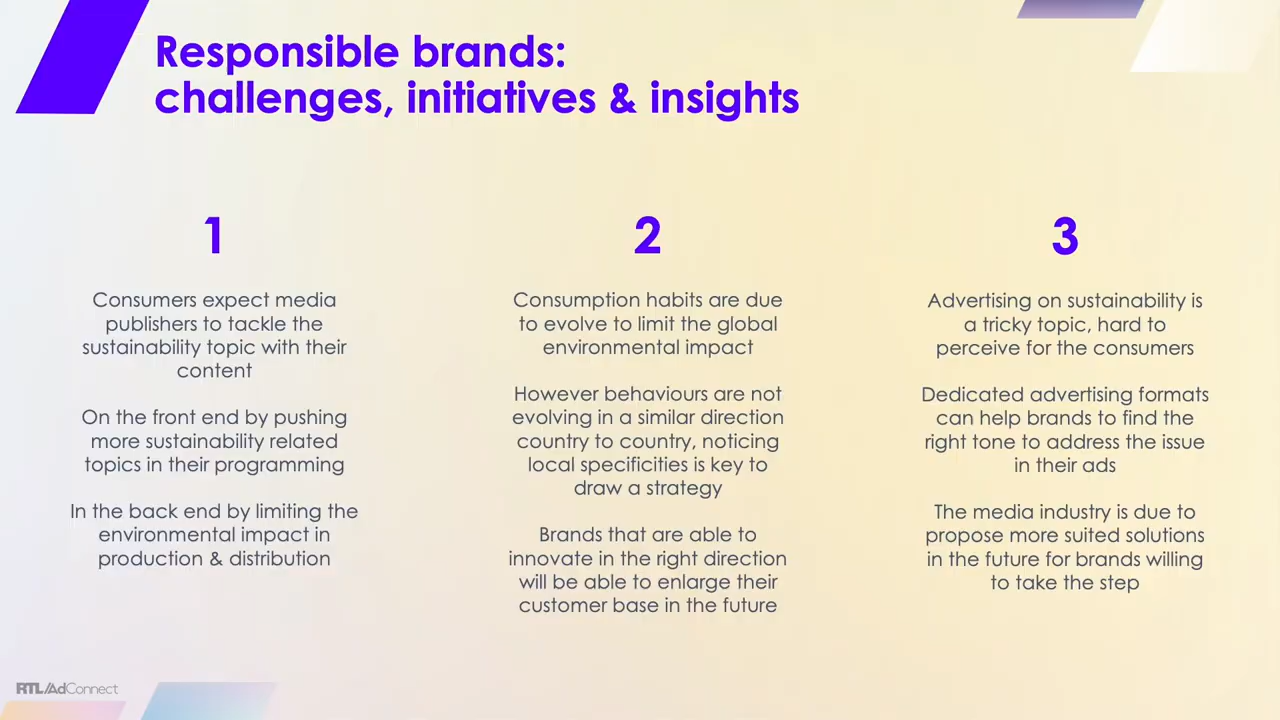 Responsible brands:
challenges, initiatives & insights
1
Consumers expect media
publishers to tackle the
sustainability topic with their
content
On the front end by pushing
more sustainability related
topics in their programming
In the back end by limiting the
environmental impact in
production & distribution
2
Consumption habits are due
to evolve to limit the global
environmental impact
However behaviours are not
evolving in a similar direction
country to country, noticing
local specificities is key to
draw a strategy
Brands that are able to
innovate in the right direction
will be able to enlarge their
customer base in the future
3
Advertising on sustainability is
a tricky topic, hard to
perceive for the consumers
Dedicated advertising formats
can help brands to find the
right tone to address the issue
in their ads
The media industry is due to
propose more suited solutions
in the future for brands willing
to take the step
RTL/AdConnect